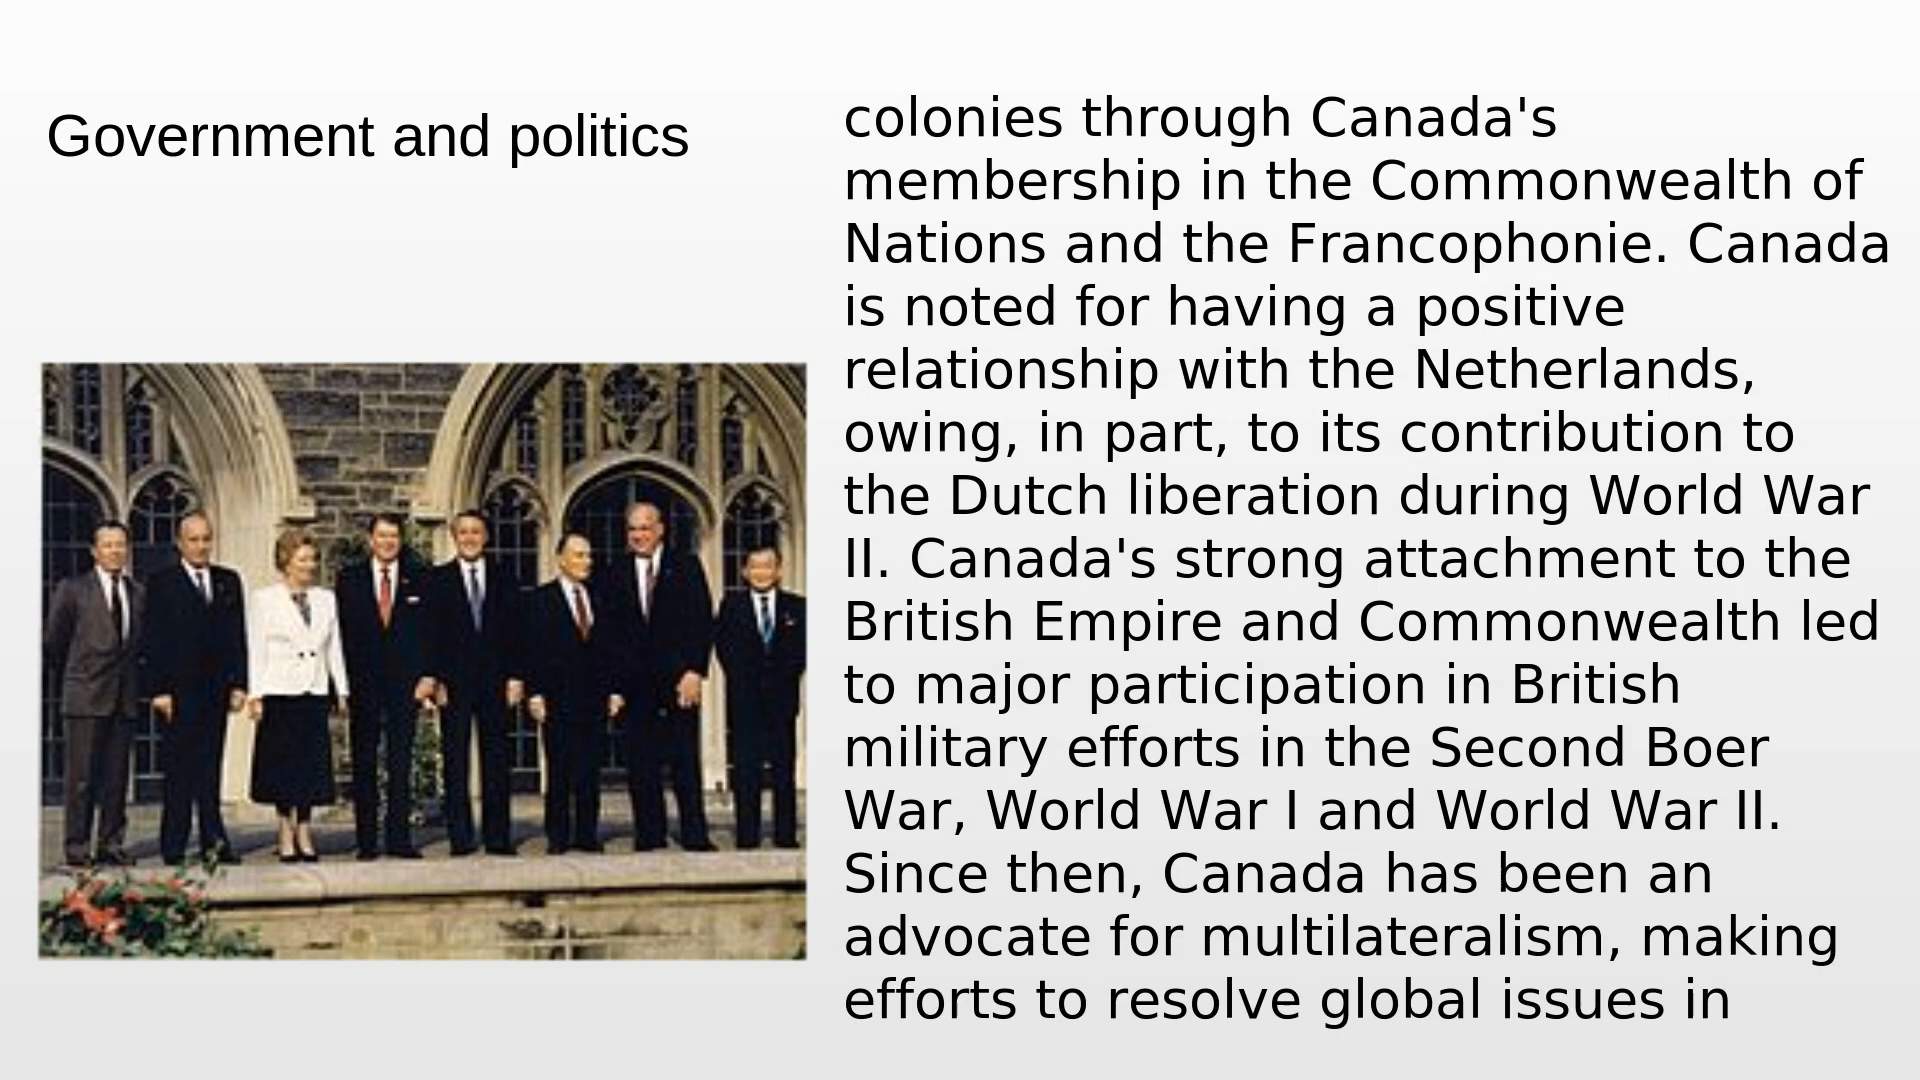 Government and politics
colonies through Canada's
membership in the Commonwealth of
Nations and the Francophonie. Canada
is noted for having a positive
relationship with the Netherlands,
owing, in part, to its contribution to
the Dutch liberation during World War
II. Canada's strong attachment to the
British Empire and Commonwealth led
to major participation in British
military efforts in the Second Boer
War, World War I and World War II.
Since then, Canada has been an
advocate for multilateralism, making
efforts to resolve global issues in